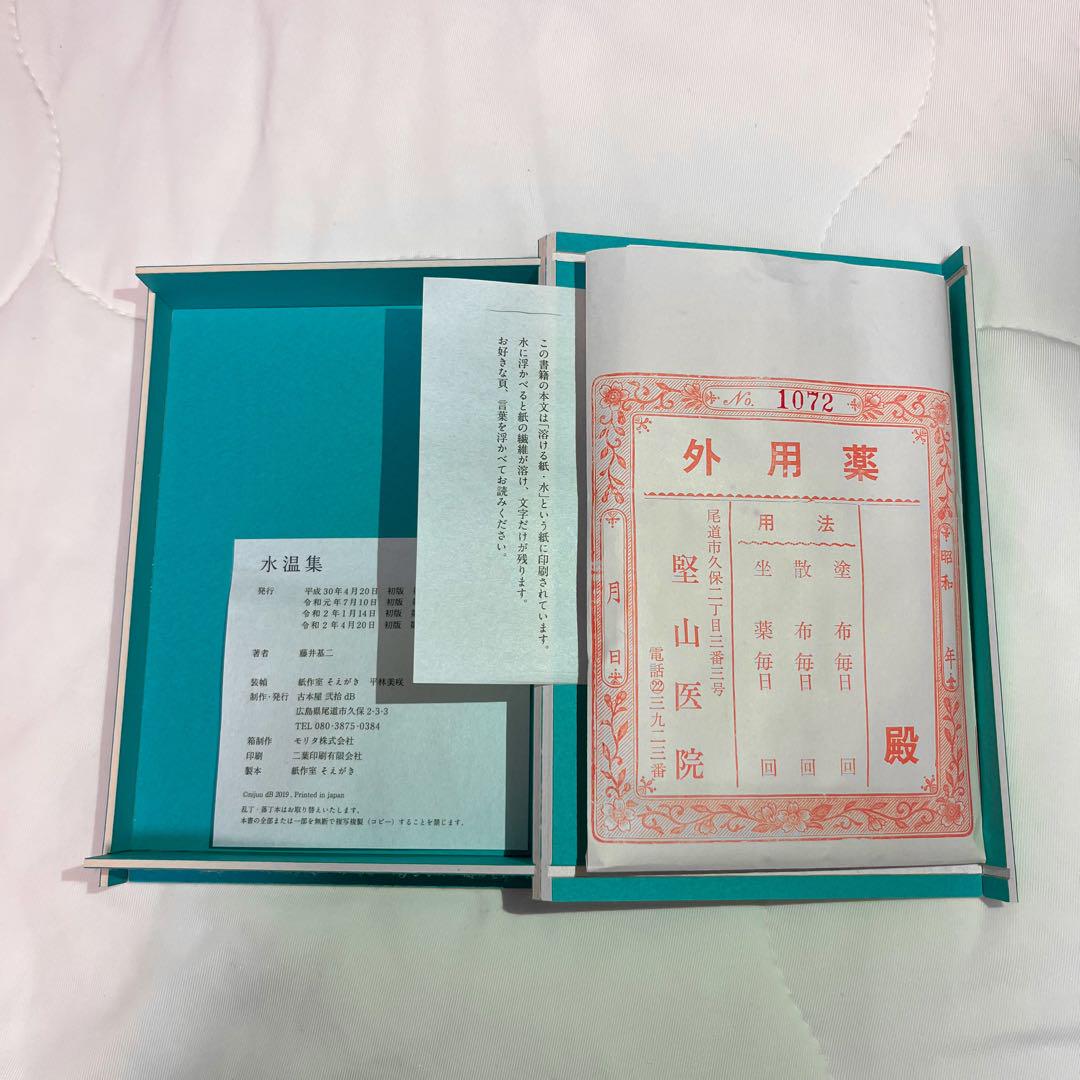 水温集
発行　平成30年4月20日　初版
令和元年7月10日　初版
令和2年1月14日　初版
令和2年4月20日　初版
著者　藤井基二
装幀　紙作室 そえがき　平林美咲
制作・発行　古本屋 弐拾dB
広島県尾道市久保2-3-3
TEL 080-3875-0384
箱制作　モリタ株式会社
印刷　二葉印刷有限会社
製本　紙作室 そえがき
©nijuu dB 2019 , Printed in japan
乱丁・落丁本はお取り替えいたします。
本書の全部または一部を無断で複写複製（コピー）することを禁じます。
この書籍の本文は「溶ける紙・水」という紙に印刷されています。
水に浮かべると紙の繊維が溶け、文字だけが残ります。
お好きな頁、言葉を浮かべてお読みください。
No. 1072
外用薬
昭和　年
月　日
殿
用法
塗布毎日　回
散布毎日　回
坐薬毎日　回
尾道市久保二丁目三番三号
堅山医院
電話㉒三九二三番